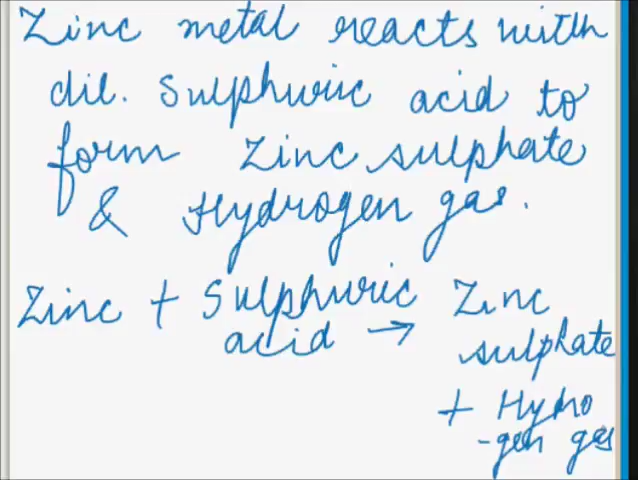 Zinc metal reacts with
dil. Sulphuric acid to
form Zinc sulphate
& Hydrogen gas.
Zinc + Sulphuric Zinc
acid → sulphate
+ Hydro
-gen gas